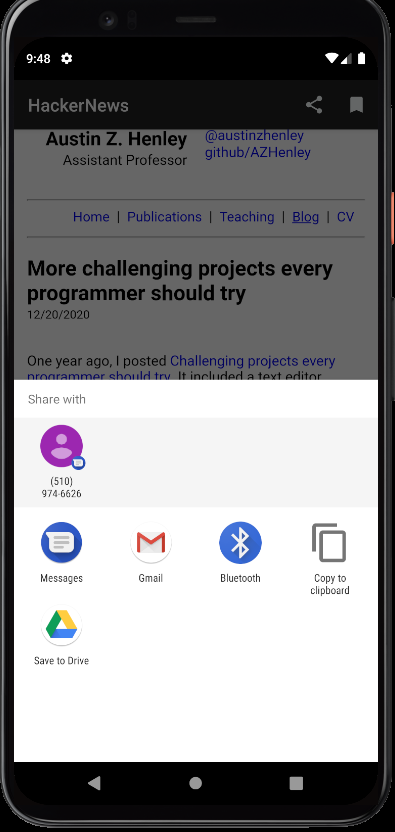 9:48
HackerNews
Austin Z. Henley
Assistant Professor
@austinzhenley
github/AZHenley
Home | Publications | Teaching | Blog | CV
More challenging projects every
programmer should try
12/20/2020
One year ago, I posted Challenging projects every
programmer should try. It included a text editor
Share with
(510)
974-6626
Messages
Gmail
Bluetooth
Copy to
clipboard
Save to Drive